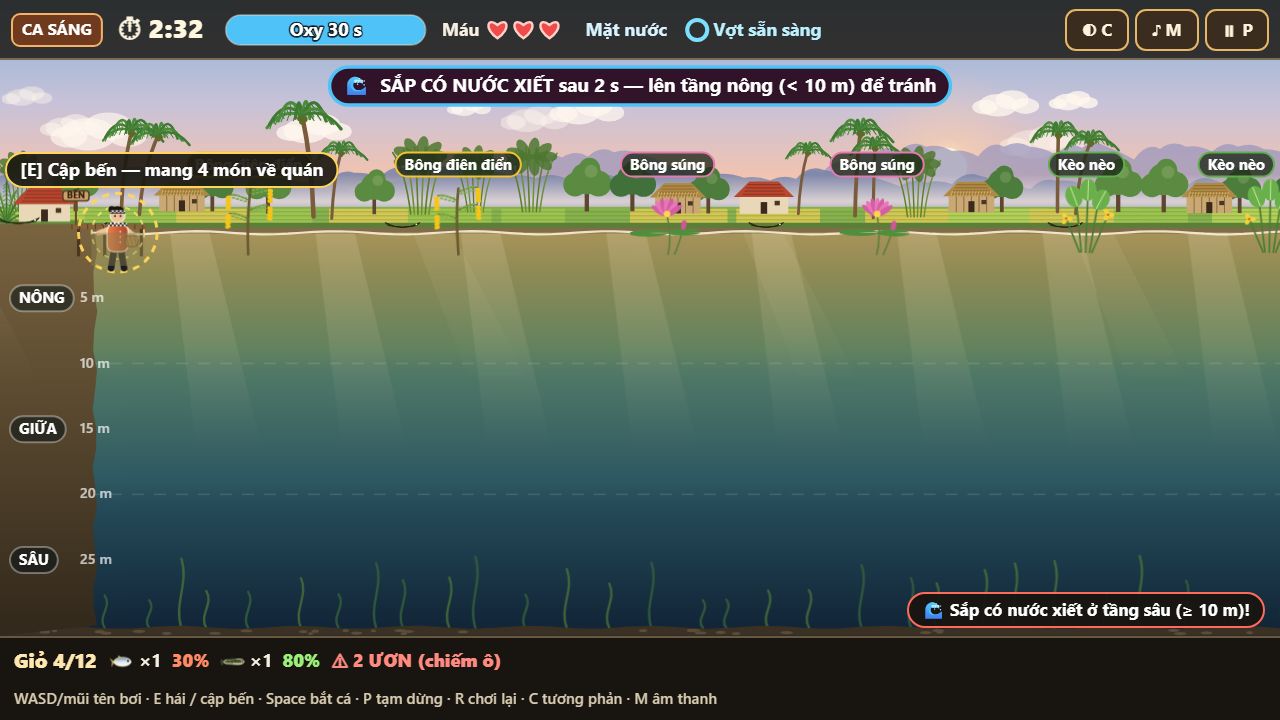 CA SÁNG
2:32
Oxy 30 s
Máu
Mặt nước
Vợt sẵn sàng
C
M
P
SẮP CÓ NƯỚC XIẾT sau 2 s — lên tầng nông (< 10 m) để tránh
[E] Cập bến — mang 4 món về quán
Bông điên điển
Bông súng
Bông súng
Kèo nèo
Kèo nèo
BẾN
NÔNG
5 m
10 m
GIỮA
15 m
20 m
SÂU
25 m
Sắp có nước xiết ở tầng sâu (≥ 10 m)!
Giỏ 4/12 ×1 30% ×1 80% ⚠ 2 ƯƠN (chiếm ô)
WASD/mũi tên bơi · E hái / cập bến · Space bắt cá · P tạm dừng · R chơi lại · C tương phản · M âm thanh